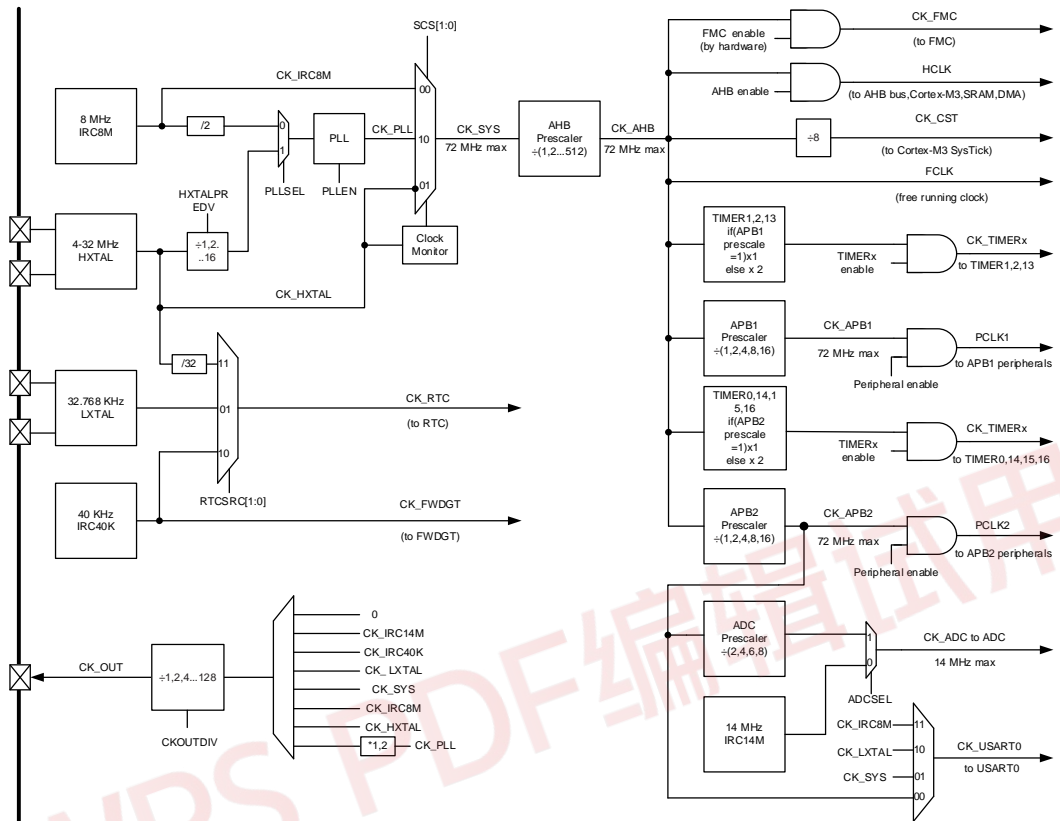 SCS[1:0]
CK_IRC8M
8 MHz
IRC8M
/2
0
1
PLLSEL
PLL
PLLEN
CK_PLL
00
10
01
CK_SYS
72 MHz max
AHB
Prescaler
÷(1,2...512)
CK_AHB
72 MHz max
Clock
Monitor
HXTALPR
EDV
÷1,2.
..16
4-32 MHz
HXTAL
CK_HXTAL
/32
11
01
10
RTCSRC[1:0]
32.768 KHz
LXTAL
CK_RTC
(to RTC)
40 KHz
IRC40K
CK_FWDGT
(to FWDGT)
CK_OUT
÷1,2,4...128
CKOUTDIV
0
CK_IRC14M
CK_IRC40K
CK_LXTAL
CK_SYS
CK_IRC8M
CK_HXTAL
*1,2
CK_PLL
FMC enable
(by hardware)
CK_FMC
(to FMC)
AHB enable
HCLK
(to AHB bus,Cortex-M3,SRAM,DMA)
÷8
CK_CST
(to Cortex-M3 SysTick)
FCLK
(free running clock)
TIMER1,2,13
if(APB1
prescale
=1)x1
else x 2
TIMERx
enable
CK_TIMERx
to TIMER1,2,13
APB1
Prescaler
÷(1,2,4,8,16)
CK_APB1
72 MHz max
Peripheral enable
PCLK1
to APB1 peripherals
TIMER0,14,1
5,16
if(APB2
prescale
=1)x1
else x 2
TIMERx
enable
CK_TIMERx
to TIMER0,14,15,16
APB2
Prescaler
÷(1,2,4,8,16)
CK_APB2
72 MHz max
Peripheral enable
PCLK2
to APB2 peripherals
ADC
Prescaler
÷(2,4,6,8)
1
0
ADCSEL
CK_ADC to ADC
14 MHz max
14 MHz
IRC14M
CK_IRC8M
11
CK_LXTAL
10
CK_SYS
01
00
CK_USART0
to USART0
WPS PDF编辑试用